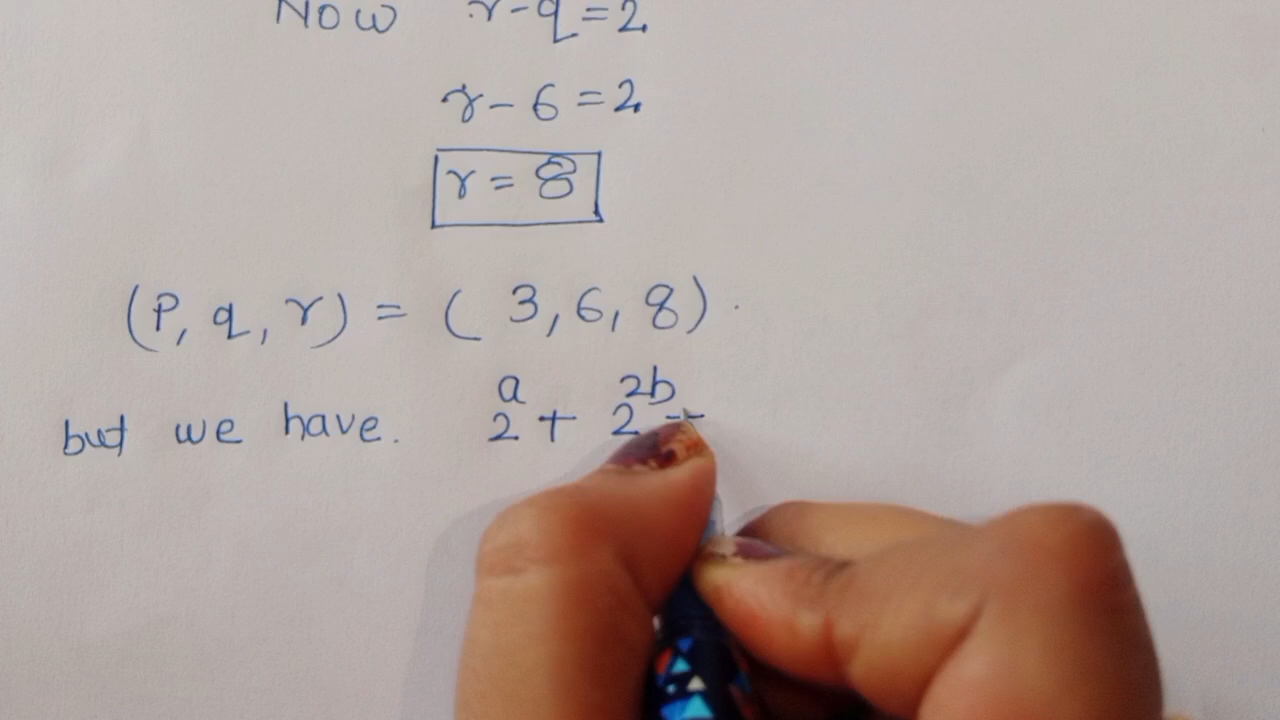 Now r-q=2
r-6=2
r=8
(P, q, r) = ( 3, 6, 8) .
but we have. 2^a + 2^2b +